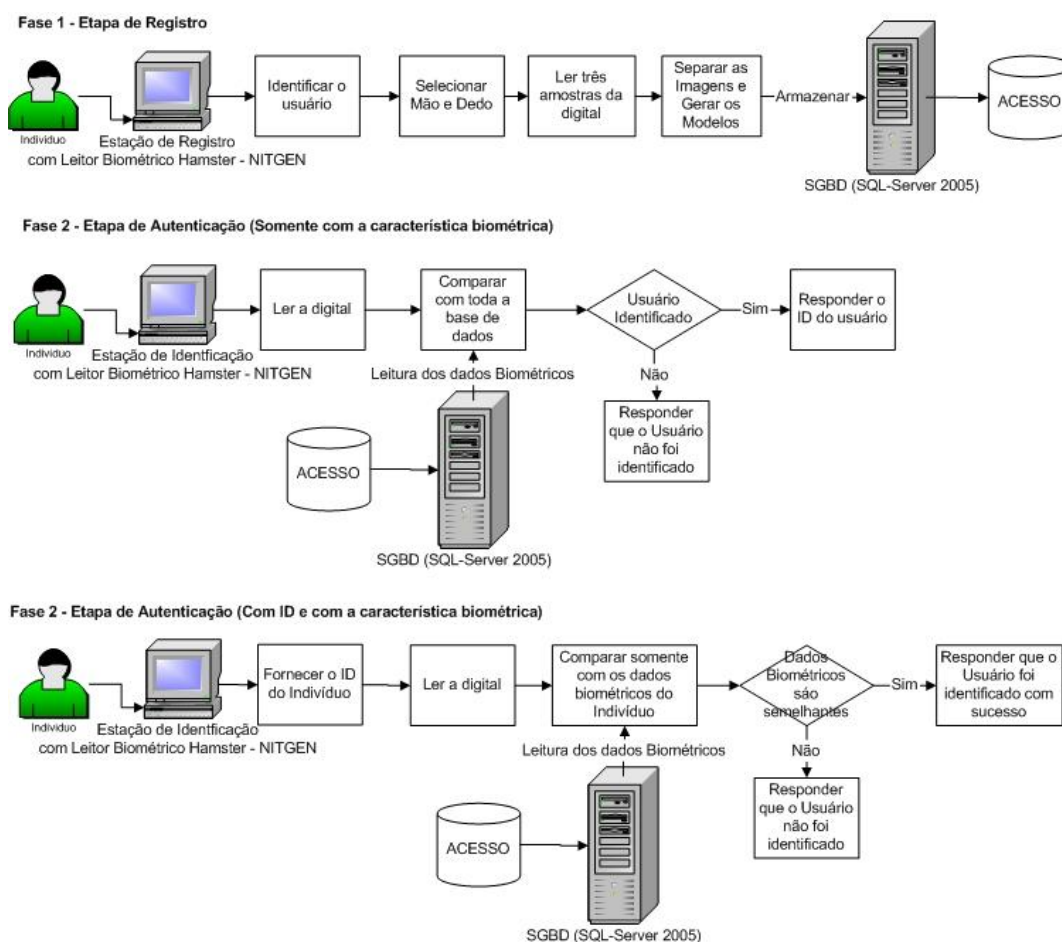 Fase 1 - Etapa de Registro
Individuo
Estação de Registro
com Leitor Biométrico Hamster - NITGEN
Identificar o
usuário
Selecionar
Mão e Dedo
Ler três
amostras da
digital
Separar as
Imagens e
Gerar os
Modelos
Armazenar
SGBD (SQL-Server 2005)
ACESSO
Fase 2 - Etapa de Autenticação (Somente com a característica biométrica)
Individuo
Estação de Identficação
com Leitor Biométrico Hamster - NITGEN
Ler a digital
Comparar
com toda a
base de
dados
Usuário
Identificado
Sim
Responder o
ID do usuário
Leitura dos dados Biométricos
Não
Responder
que o Usuário
não foi
identificado
ACESSO
SGBD (SQL-Server 2005)
Fase 2 - Etapa de Autenticação (Com ID e com a característica biométrica)
Individuo
Estação de Identficação
com Leitor Biométrico Hamster - NITGEN
Fornecer o ID
do Indivíduo
Ler a digital
Comparar somente
com os dados
biométricos do
Indivíduo
Dados
Biométricos
são
semelhantes
Sim
Responder que o
Usuário foi
identificado com
sucesso
Leitura dos dados Biométricos
Não
Responder
que o Usuário
não foi
identificado
ACESSO
SGBD (SQL-Server 2005)